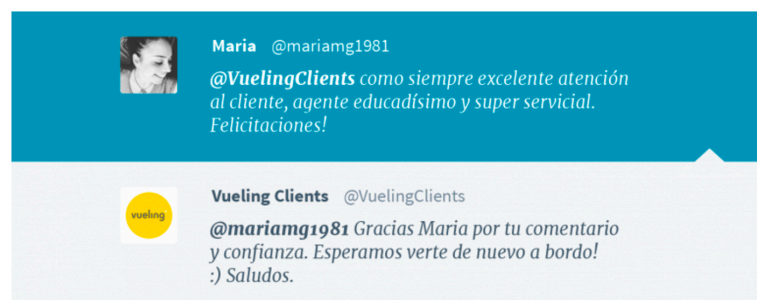 Maria @mariamg1981
@VuelingClients como siempre excelente atención
al cliente, agente educadísimo y super servicial.
Felicitaciones!
vueling
Vueling Clients @VuelingClients
@mariamg1981 Gracias Maria por tu comentario
y confianza. Esperamos verte de nuevo a bordo!
:) Saludos.